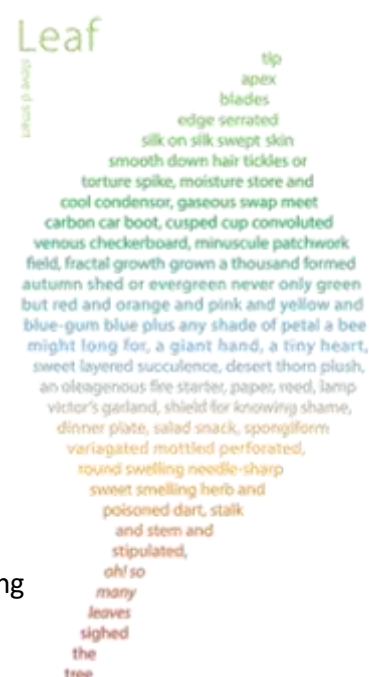 Leaf
steve d smart
tip
apex
blades
edge serrated
silk on silk swept skin
smooth down hair tickles or
torture spike, moisture store and
cool condensor, gaseous swap meet
carbon car boot, cusped cup convoluted
venous checkerboard, minuscule patchwork
field, fractal growth grown a thousand formed
autumn shed or evergreen never only green
but red and orange and pink and yellow and
blue-gum blue plus any shade of petal a bee
might long for, a giant hand, a tiny heart,
sweet layered succulence, desert thorn plush,
an oleagenous fire starter, paper, reed, lamp
victor's garland, shield for knowing shame,
dinner plate, salad snack, spongiform
variagated mottled perforated,
round swelling needle-sharp
sweet smelling herb and
poisoned dart, stalk
and stem and
stipulated,
ah! so
many
leaves
sighed
the
tree
ng